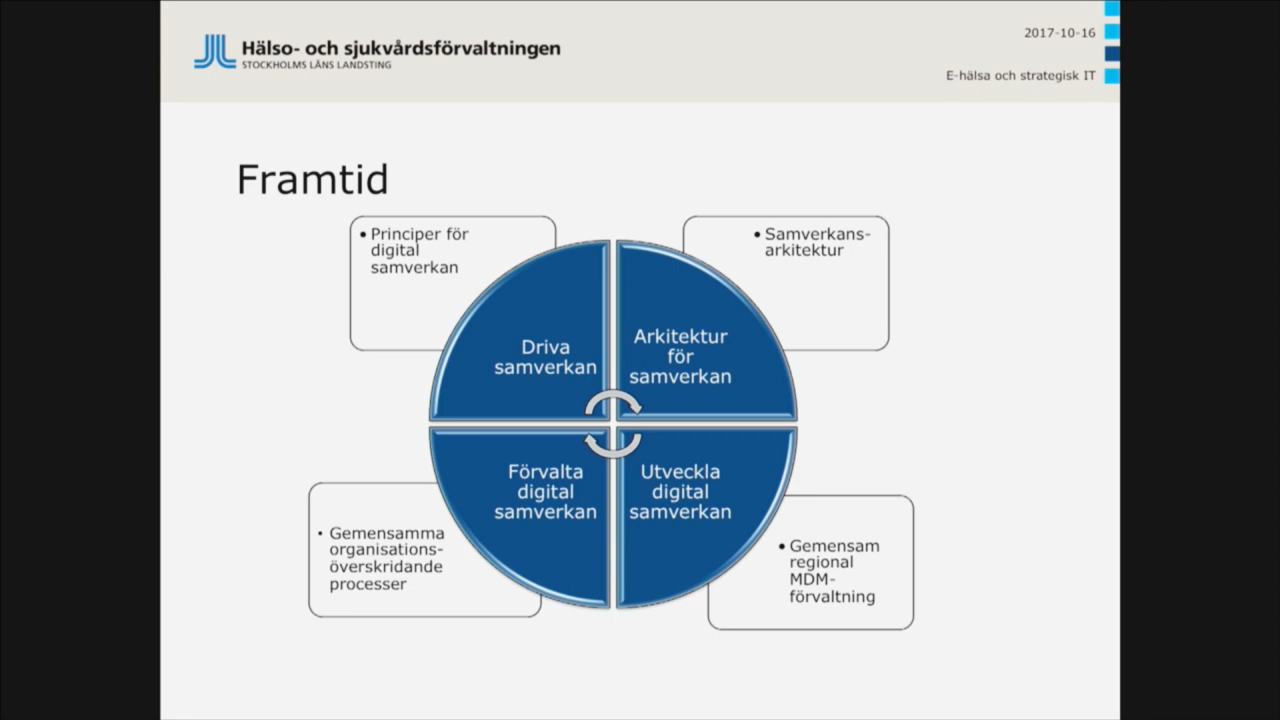 Hälso- och sjukvårdsförvaltningen
STOCKHOLMS LÄNS LANDSTING
2017-10-16
E-hälsa och strategisk IT
Framtid
• Principer för
digital
samverkan
• Samverkans-
arkitektur
Driva
samverkan
Arkitektur
för
samverkan
Förvalta
digital
samverkan
Utveckla
digital
samverkan
• Gemensamma
organisations-
överskridande
processer
• Gemensam
regional
MDM-
förvaltning